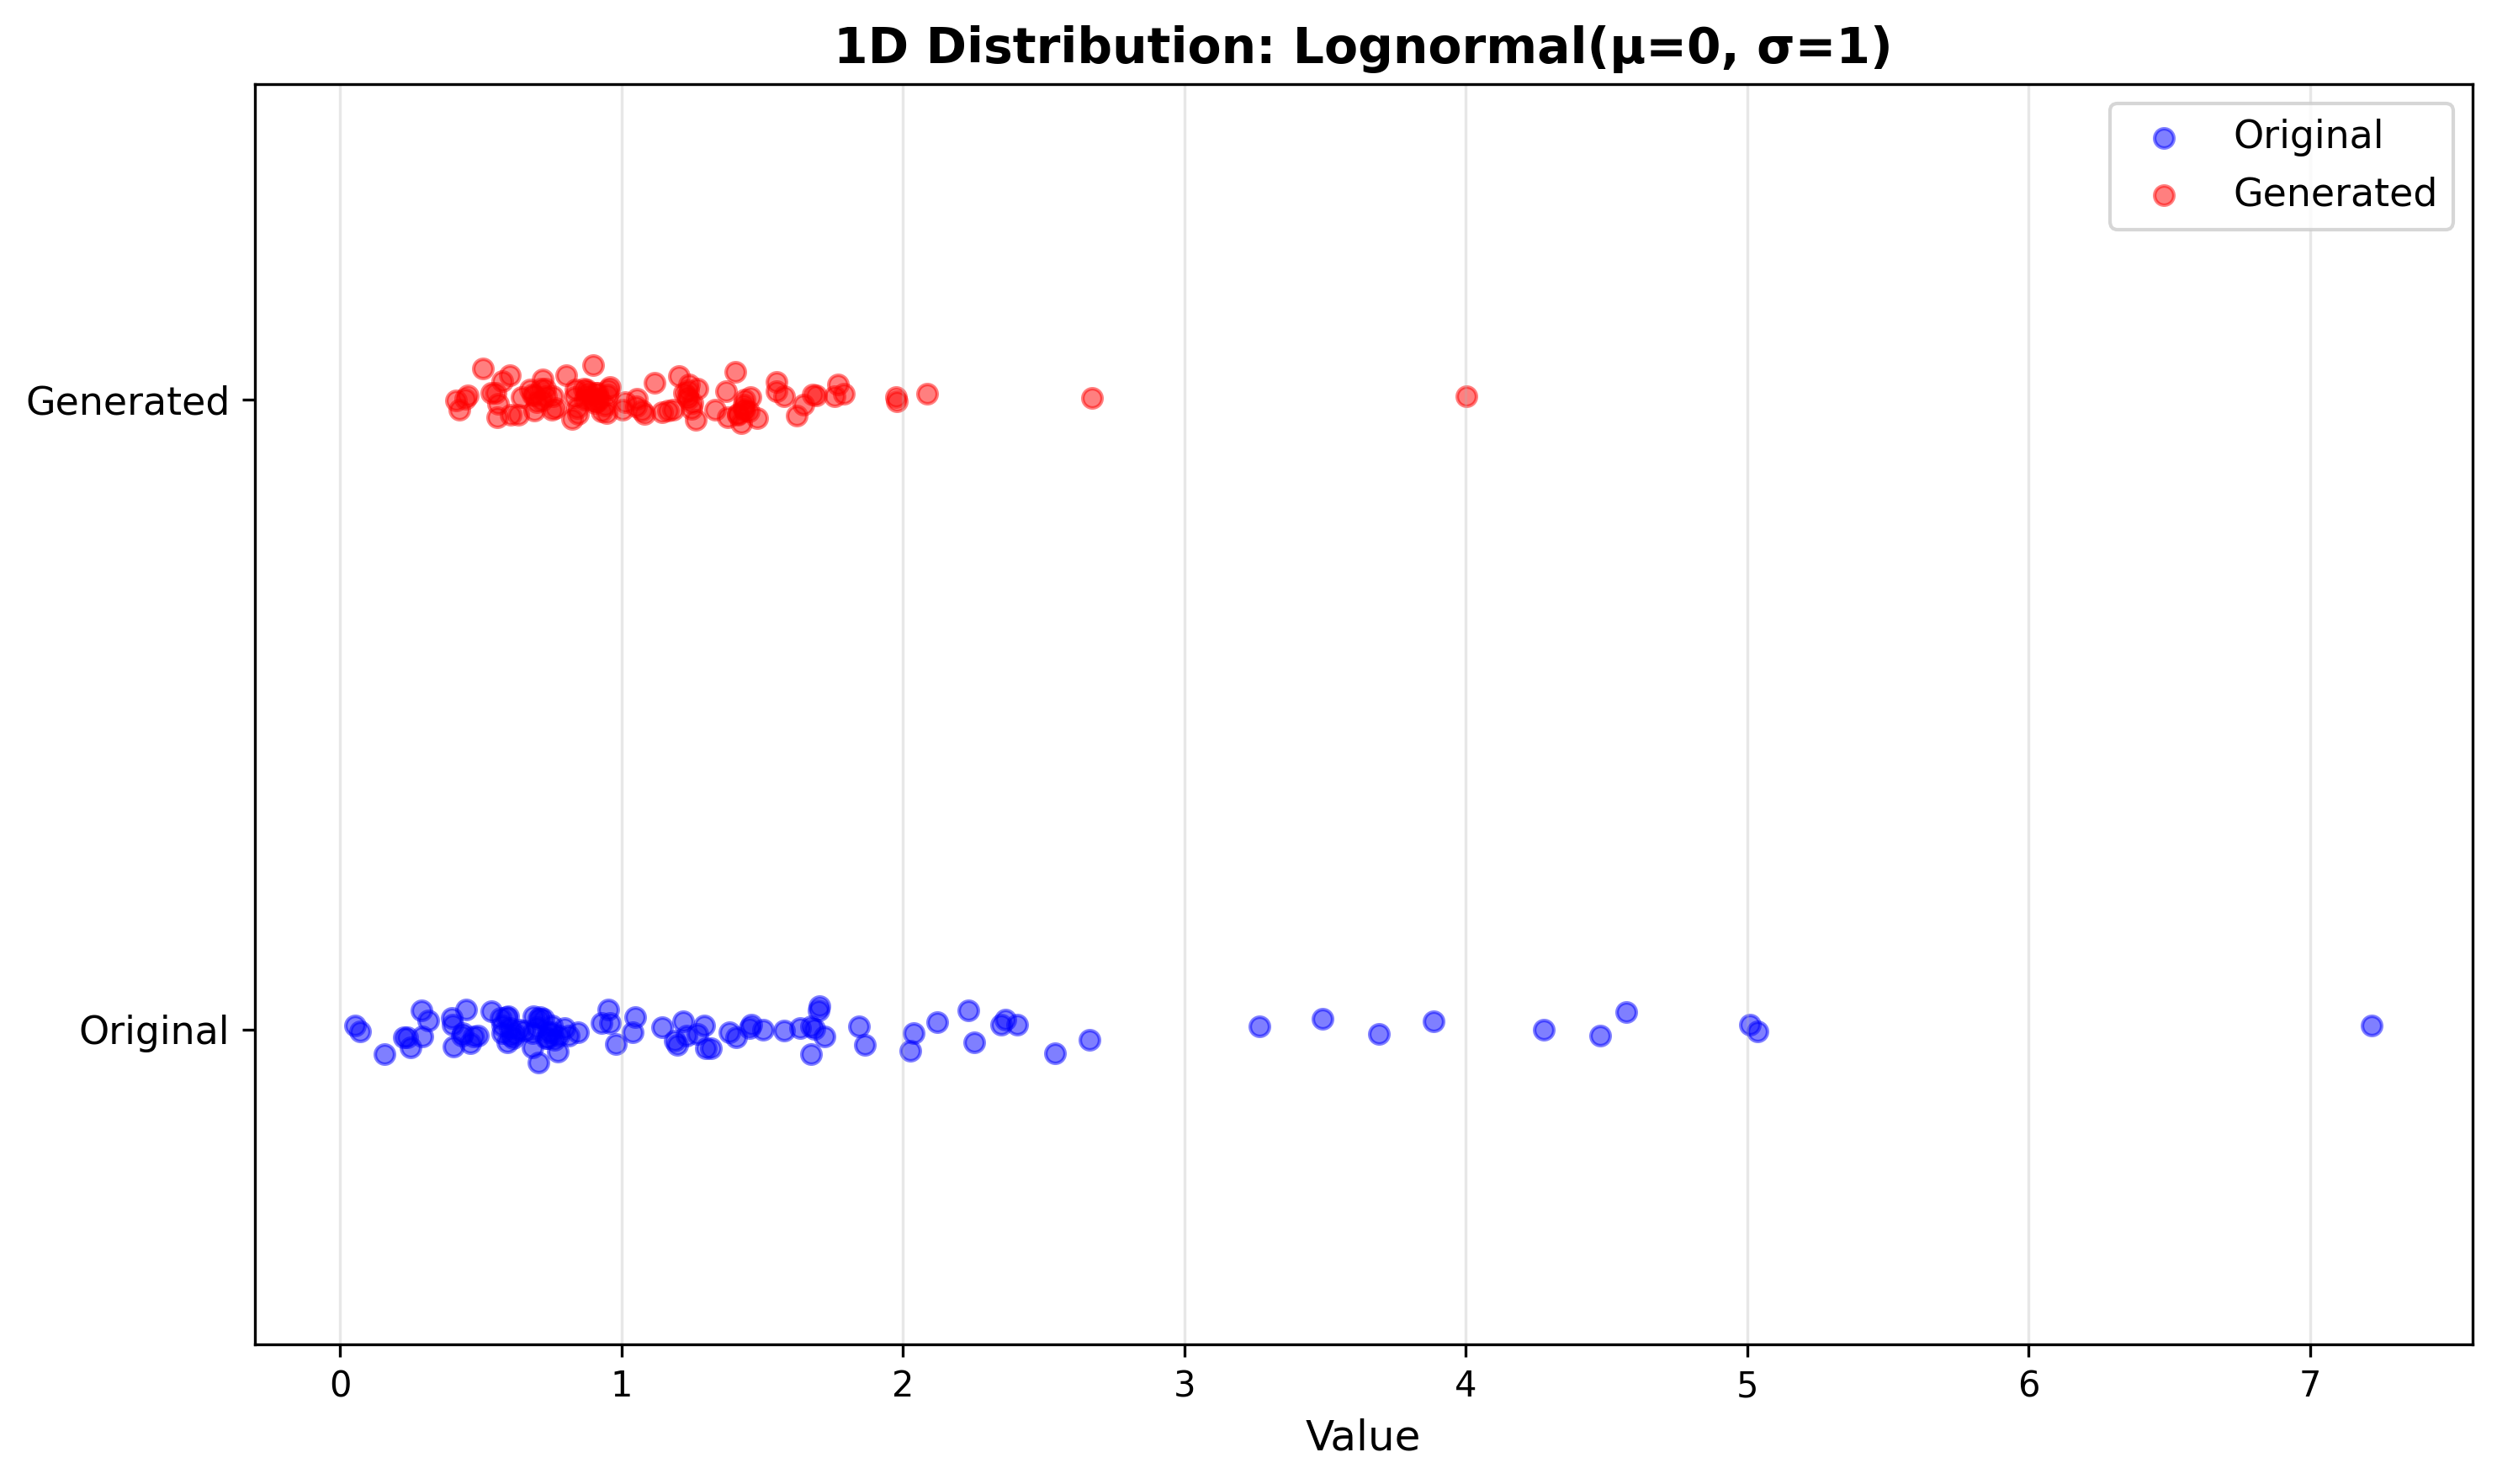 1D Distribution: Lognormal(μ=0, σ=1)
Original
Generated
Generated
Original
0 1 2 3 4 5 6 7
Value